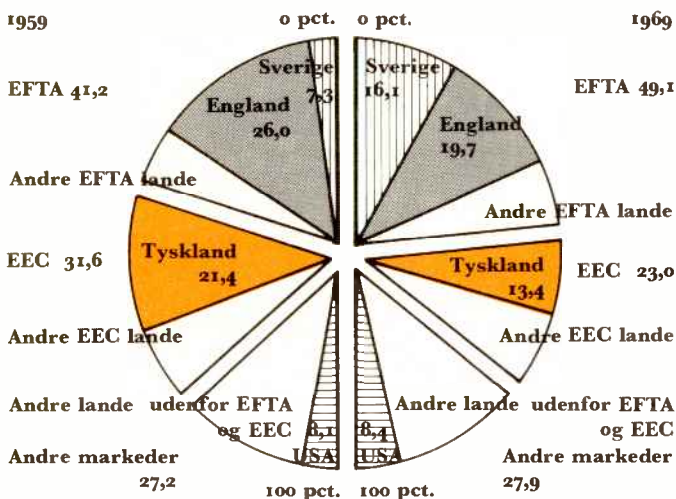 1959
0 pct.
0 pct.
1969
EFTA 41,2
Sverige
7,3
England
26,0
Andre EFTA lande
EEC 31,6
Tyskland
21,4
Andre EEC lande
Andre lande udenfor EFTA
og EEC
8,1
USA
Andre markeder
27,2
100 pct.
Sverige
16,1
EFTA 49,1
England
19,7
Andre EFTA lande
Tyskland
13,4
EEC 23,0
Andre EEC lande
Andre lande udenfor EFTA
og EEC
8,4
USA
Andre markeder
27,9
100 pct.